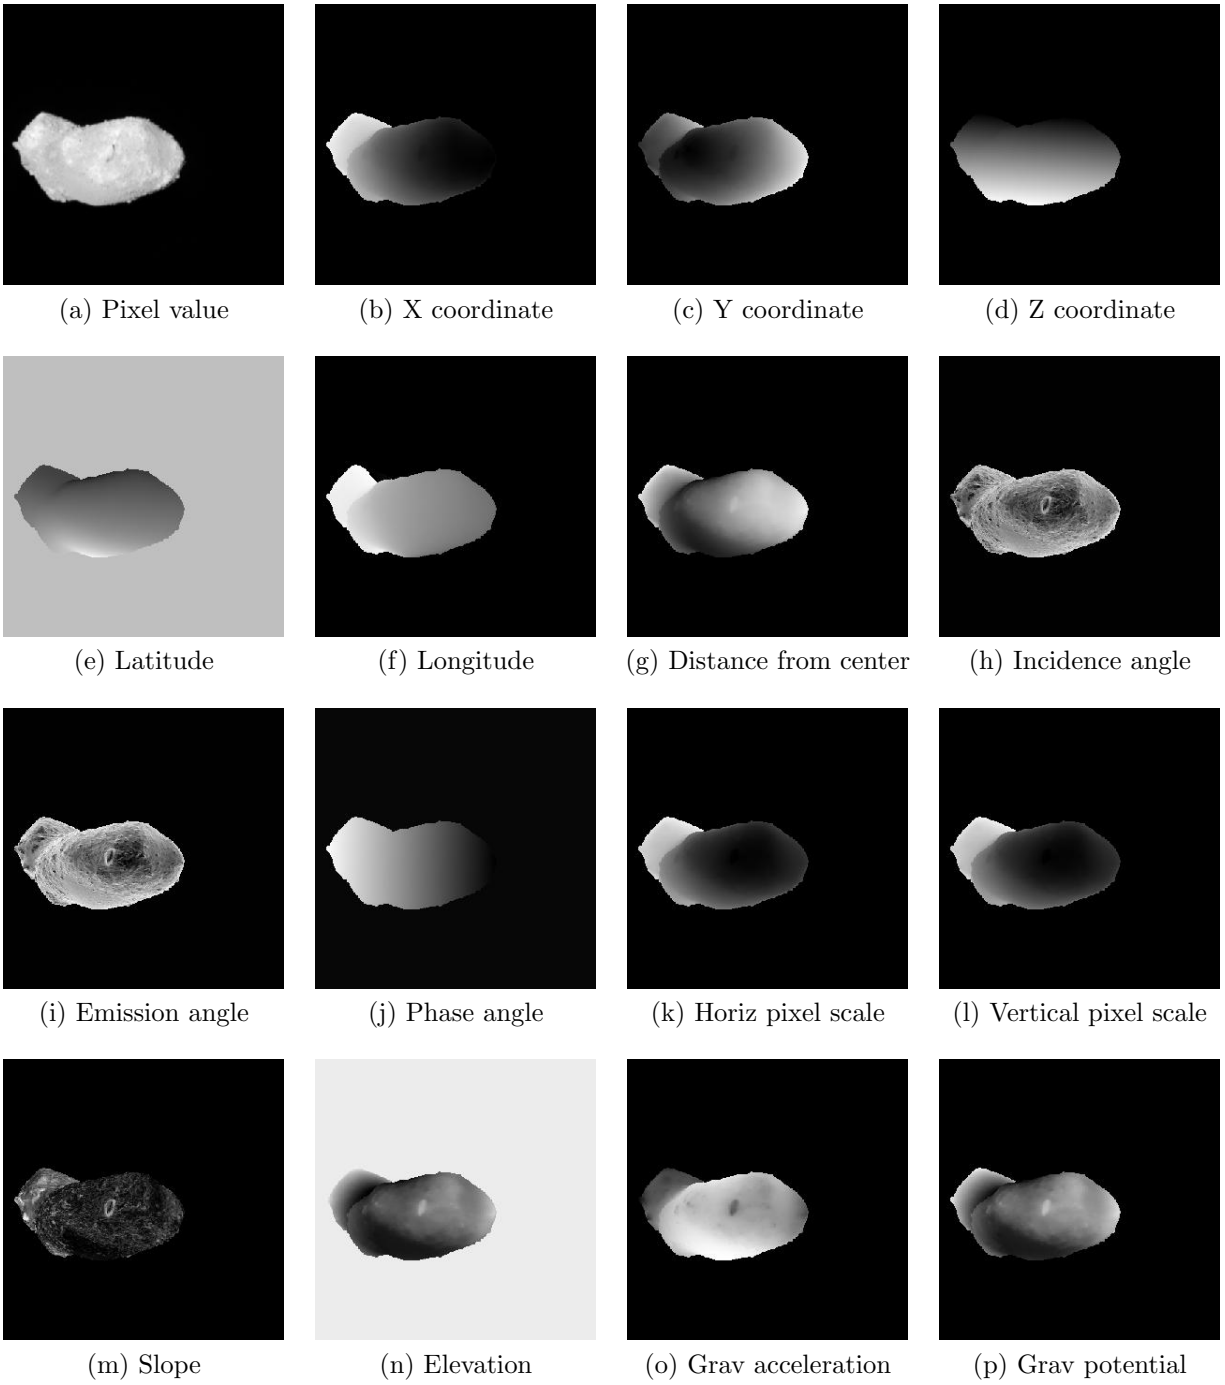 (a) Pixel value
(b) X coordinate
(c) Y coordinate
(d) Z coordinate
(e) Latitude
(f) Longitude
(g) Distance from center
(h) Incidence angle
(i) Emission angle
(j) Phase angle
(k) Horiz pixel scale
(l) Vertical pixel scale
(m) Slope
(n) Elevation
(o) Grav acceleration
(p) Grav potential